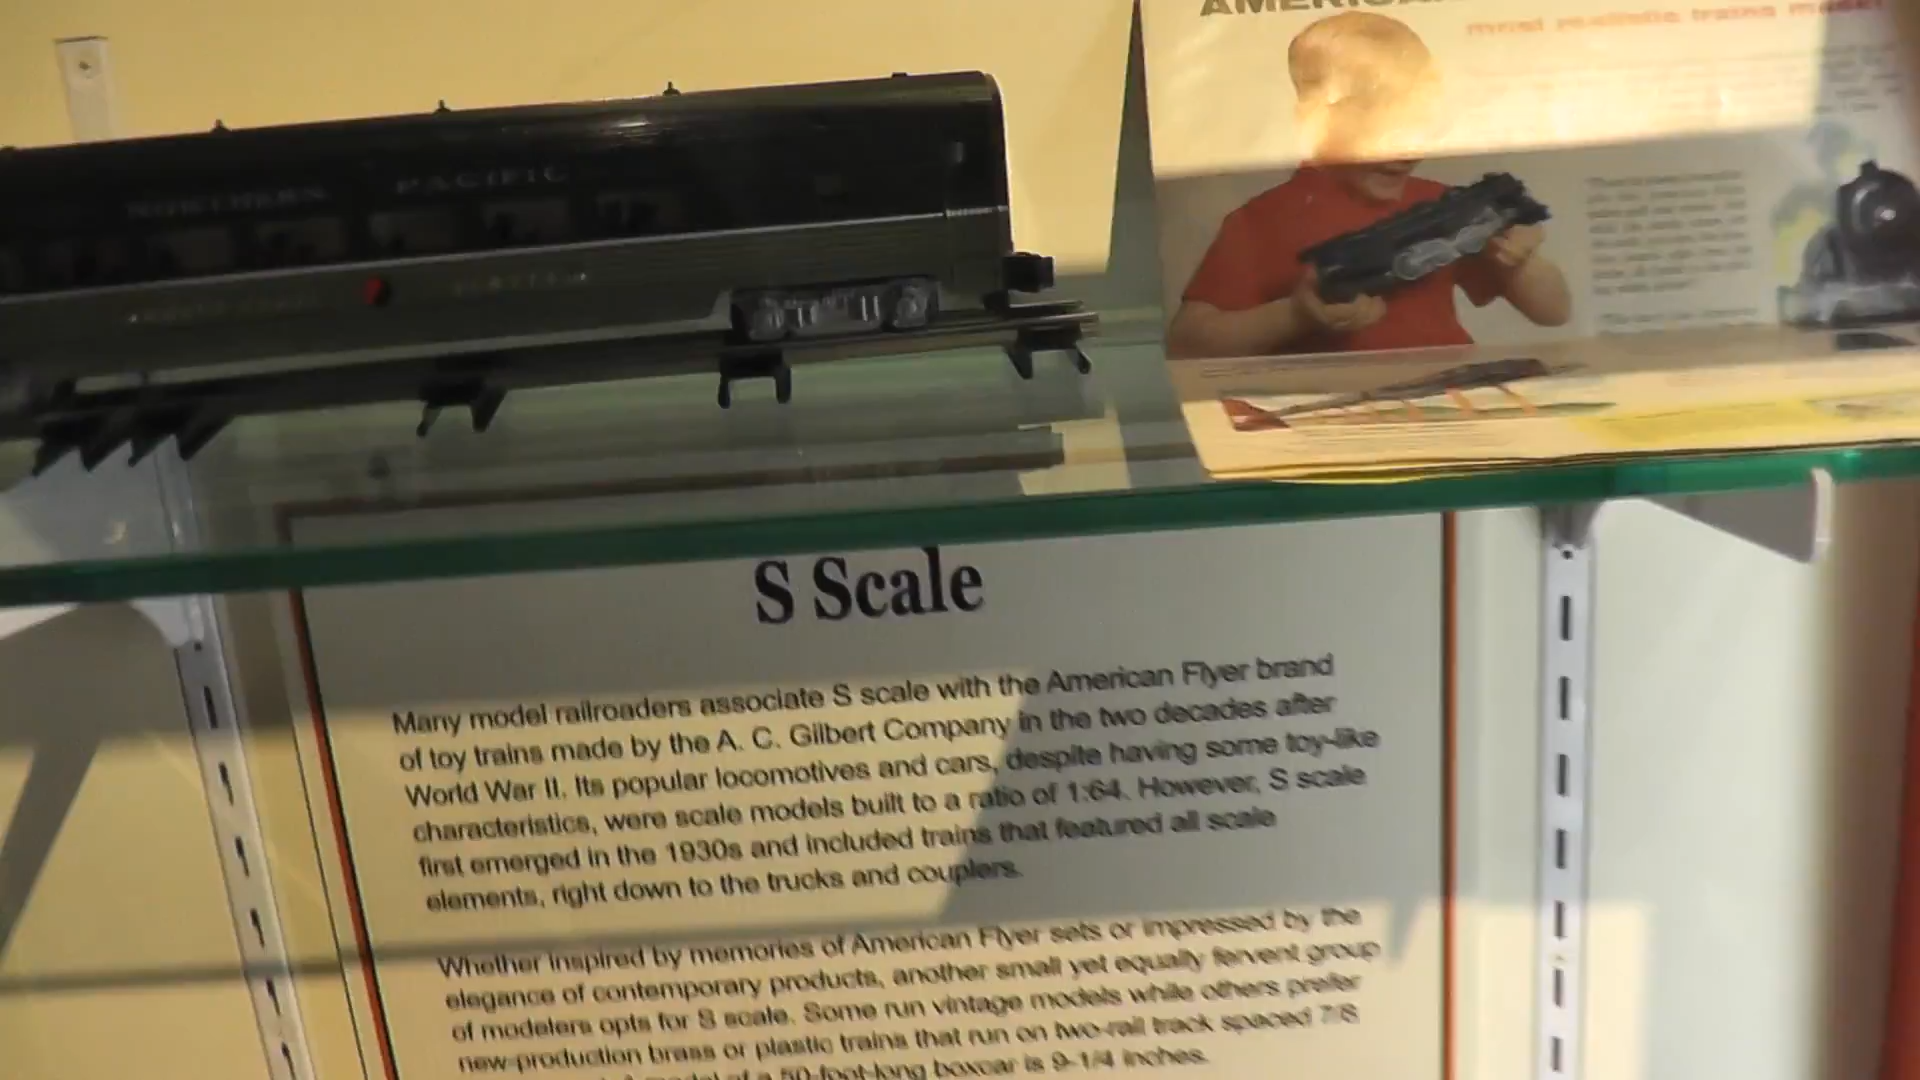 NORTHERN PACIFIC
most realistic trains made!
S Scale
Many model railroaders associate S scale with the American Flyer brand
of toy trains made by the A. C. Gilbert Company in the two decades after
World War II. Its popular locomotives and cars, despite having some toy-like
characteristics, were scale models built to a ratio of 1:64. However, S scale
first emerged in the 1930s and included trains that featured all scale
elements, right down to the trucks and couplers.
Whether inspired by memories of American Flyer sets or impressed by the
elegance of contemporary products, another small yet equally fervent group
of modelers opts for S scale. Some run vintage models while others prefer
new-production brass or plastic trains that run on two-rail track spaced 7/8
model of a 50-foot-long boxcar is 9-1/4 inches.